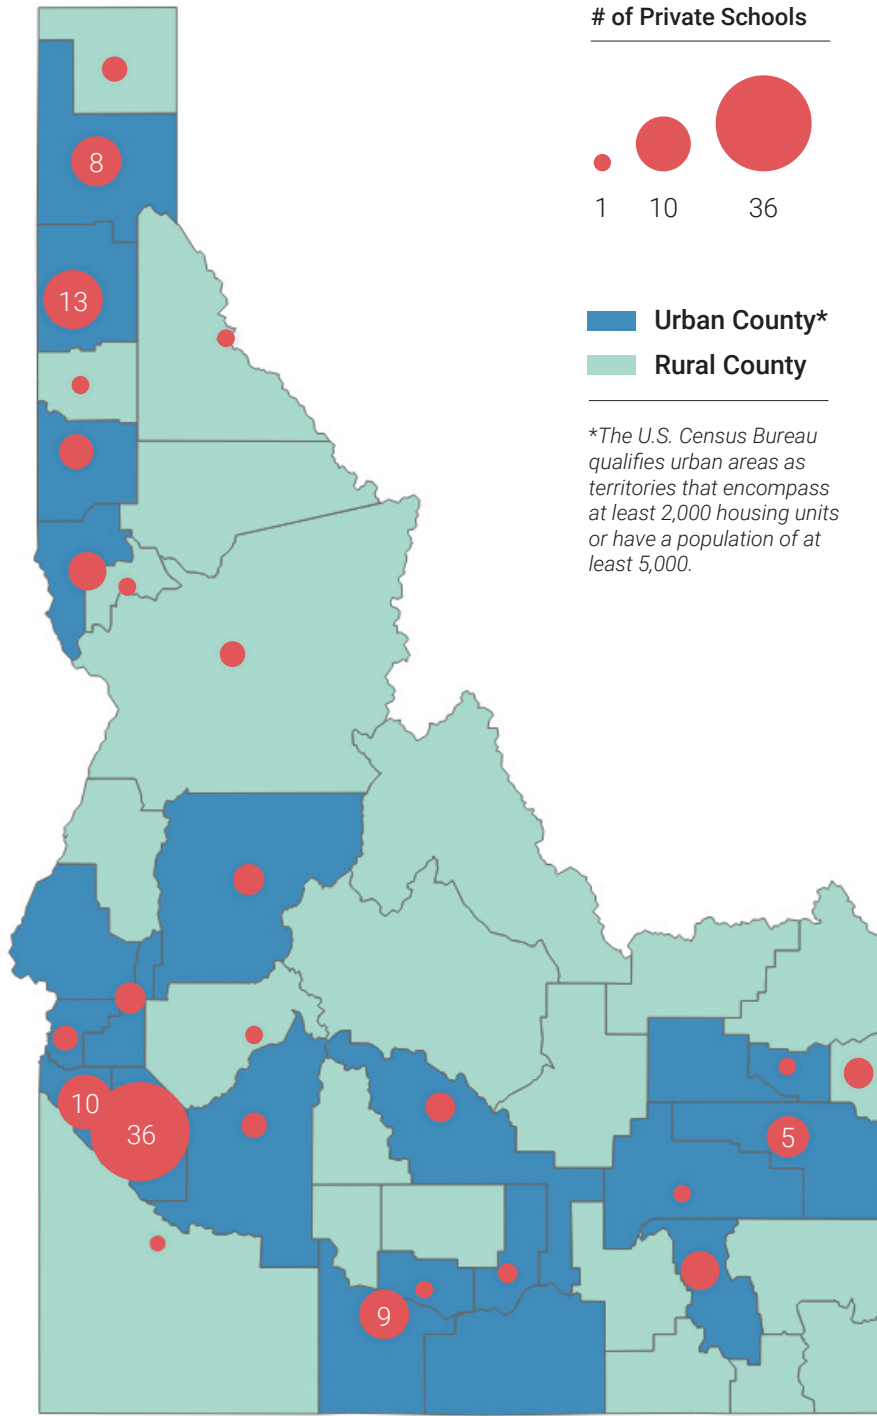 # of Private Schools
1 10 36
Urban County*
Rural County
*The U.S. Census Bureau
qualifies urban areas as
territories that encompass
at least 2,000 housing units
or have a population of at
least 5,000.
8
13
10
36
5
9